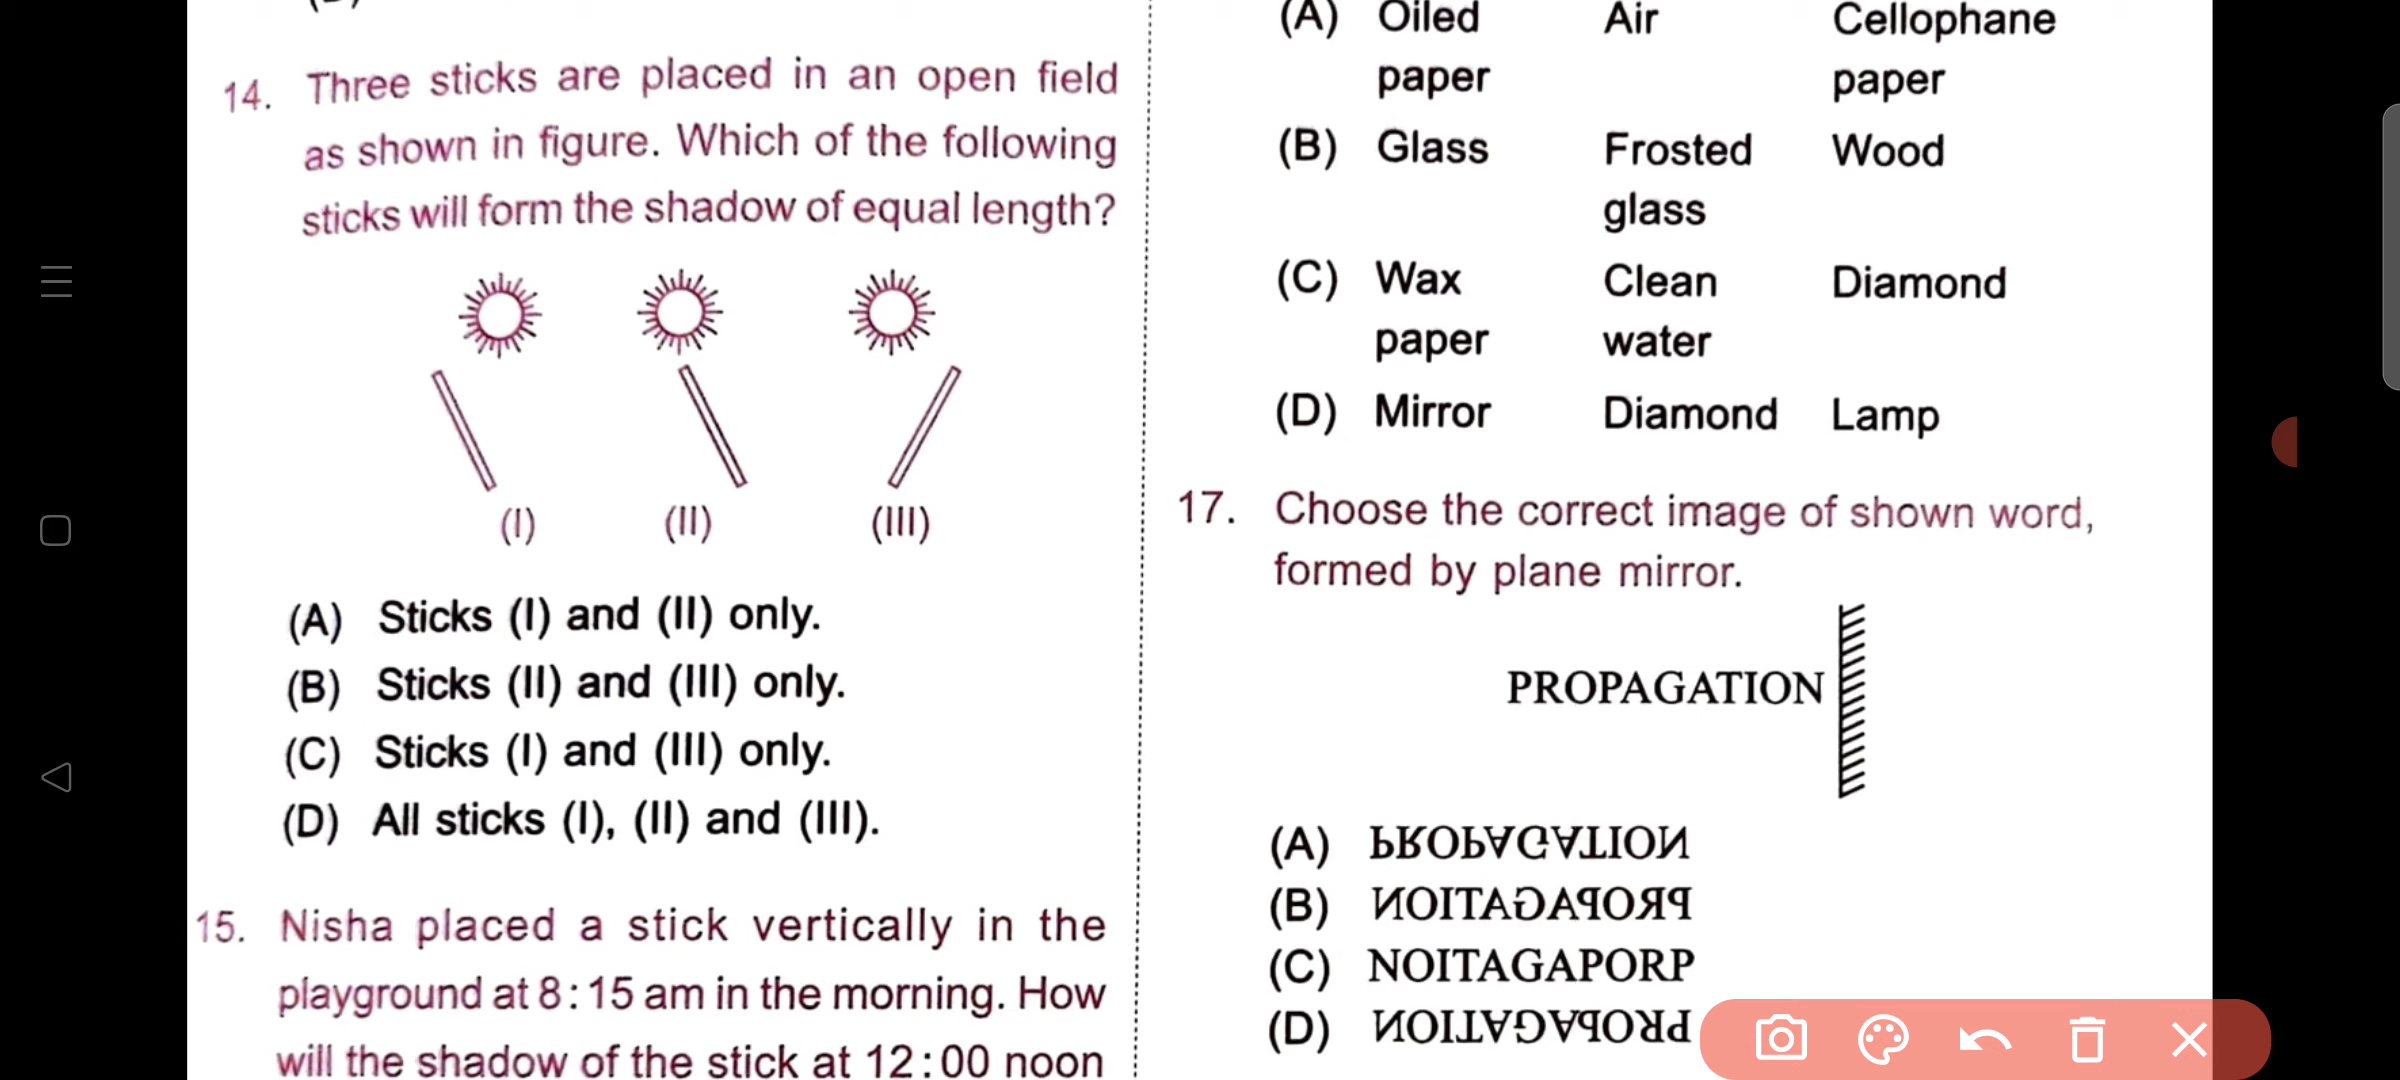 14. Three sticks are placed in an open field
as shown in figure. Which of the following
sticks will form the shadow of equal length?
(I) (II) (III)
(A) Sticks (I) and (II) only.
(B) Sticks (II) and (III) only.
(C) Sticks (I) and (III) only.
(D) All sticks (I), (II) and (III).
15. Nisha placed a stick vertically in the
playground at 8:15 am in the morning. How
will the shadow of the stick at 12:00 noon
(A) Oiled Air Cellophane
paper paper
(B) Glass Frosted Wood
glass
(C) Wax Clean Diamond
paper water
(D) Mirror Diamond Lamp
17. Choose the correct image of shown word,
formed by plane mirror.
PROPAGATION
(A) PROPAGATION
(B) PROPAGATION
(C) NOITAGAPORP
(D) PROPAGATION